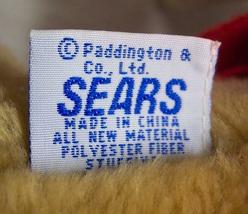 © Paddington &
Co., Ltd.
SEARS
MADE IN CHINA
ALL NEW MATERIAL
POLYESTER FIBER